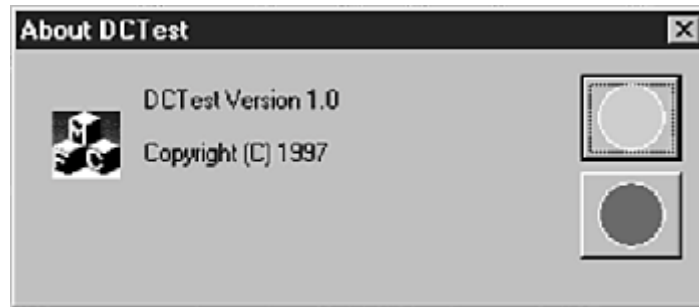 About DCTest
DCTest Version 1.0
Copyright (C) 1997
M
F C